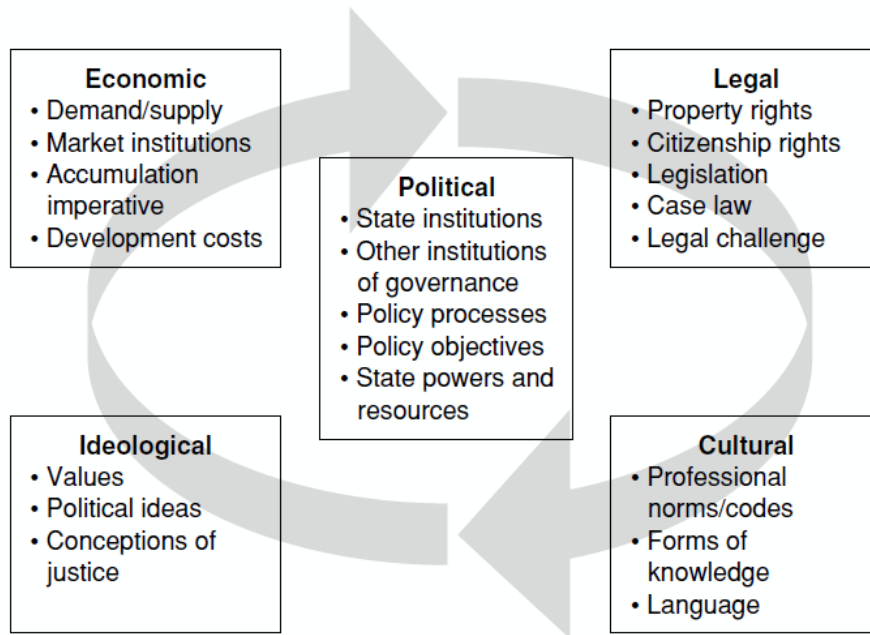 Economic
• Demand/supply
• Market institutions
• Accumulation
imperative
• Development costs
Legal
• Property rights
• Citizenship rights
• Legislation
• Case law
• Legal challenge
Political
• State institutions
• Other institutions
of governance
• Policy processes
• Policy objectives
• State powers and
resources
Ideological
• Values
• Political ideas
• Conceptions of
justice
Cultural
• Professional
norms/codes
• Forms of
knowledge
• Language